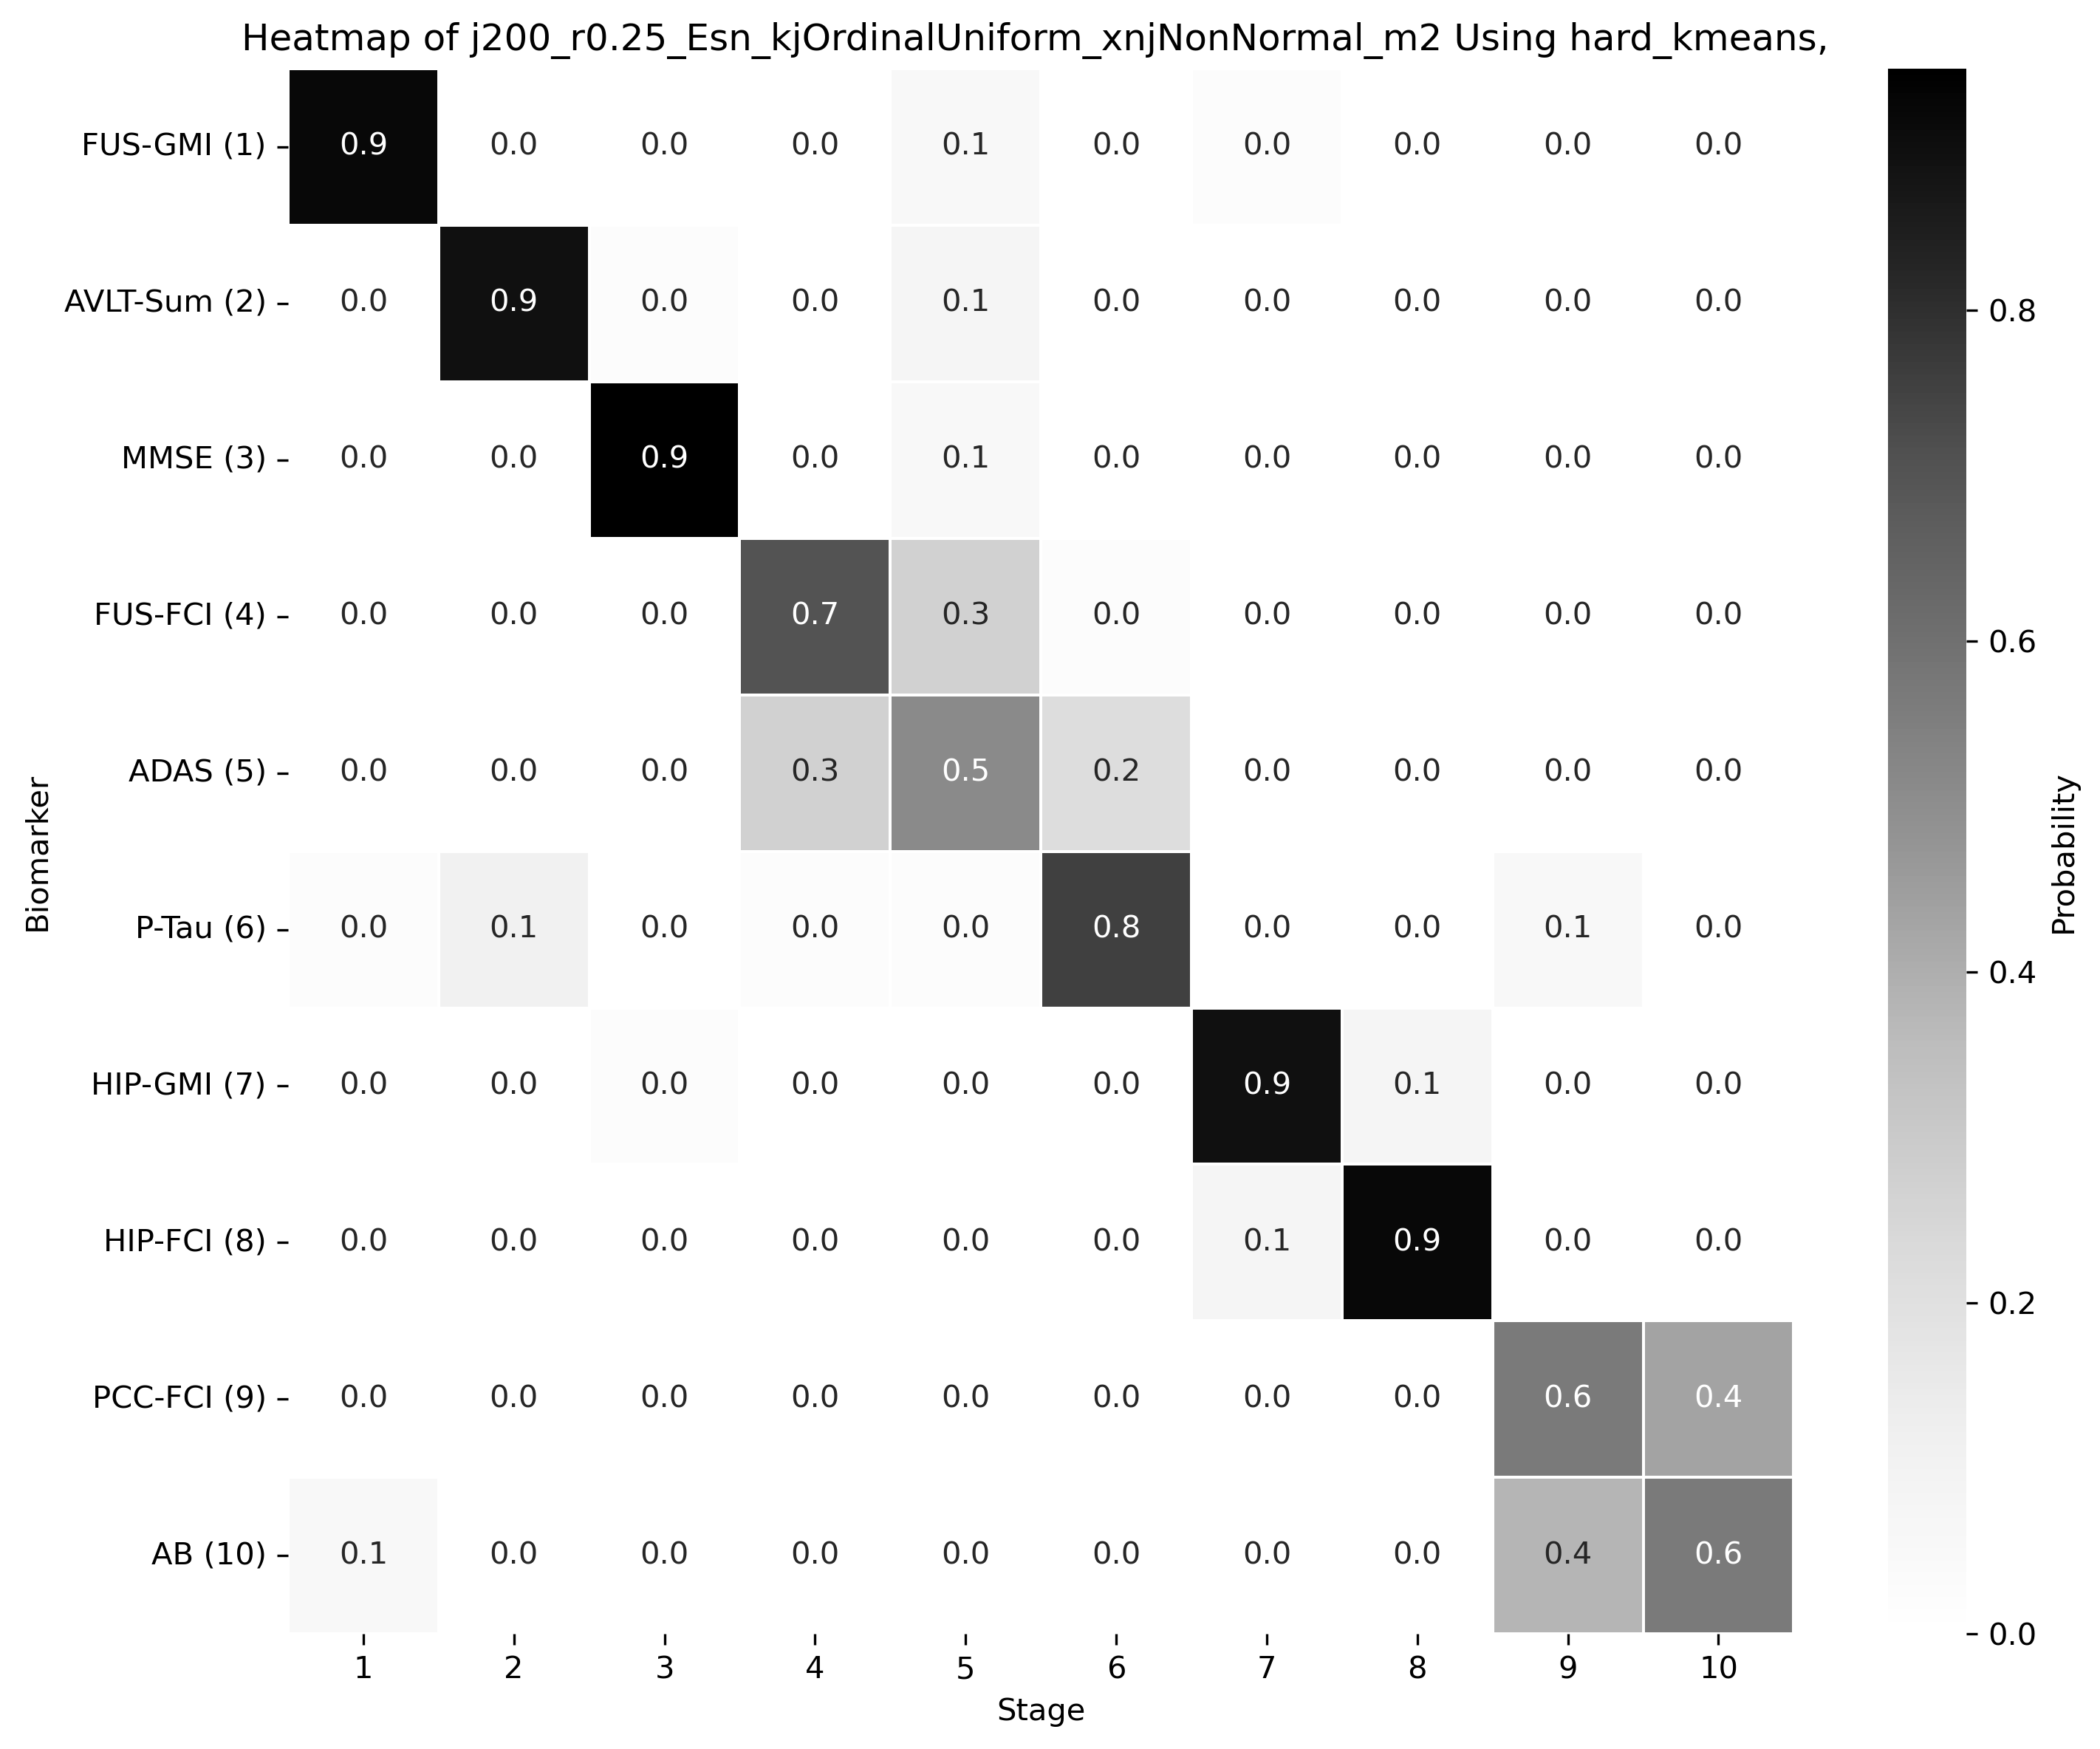 Heatmap of j200_r0.25_Esn_kjOrdinalUniform_xnjNonNormal_m2 Using hard_kmeans,
Biomarker
FUS-GMI (1) 0.9 0.0 0.0 0.0 0.1 0.0 0.0 0.0 0.0 0.0
AVLT-Sum (2) 0.0 0.9 0.0 0.0 0.1 0.0 0.0 0.0 0.0 0.0
MMSE (3) 0.0 0.0 0.9 0.0 0.1 0.0 0.0 0.0 0.0 0.0
FUS-FCI (4) 0.0 0.0 0.0 0.7 0.3 0.0 0.0 0.0 0.0 0.0
ADAS (5) 0.0 0.0 0.0 0.3 0.5 0.2 0.0 0.0 0.0 0.0
P-Tau (6) 0.0 0.1 0.0 0.0 0.0 0.8 0.0 0.0 0.1 0.0
HIP-GMI (7) 0.0 0.0 0.0 0.0 0.0 0.0 0.9 0.1 0.0 0.0
HIP-FCI (8) 0.0 0.0 0.0 0.0 0.0 0.0 0.1 0.9 0.0 0.0
PCC-FCI (9) 0.0 0.0 0.0 0.0 0.0 0.0 0.0 0.0 0.6 0.4
AB (10) 0.1 0.0 0.0 0.0 0.0 0.0 0.0 0.0 0.4 0.6
1 2 3 4 5 6 7 8 9 10
Stage
0.8
0.6
0.4
0.2
0.0
Probability